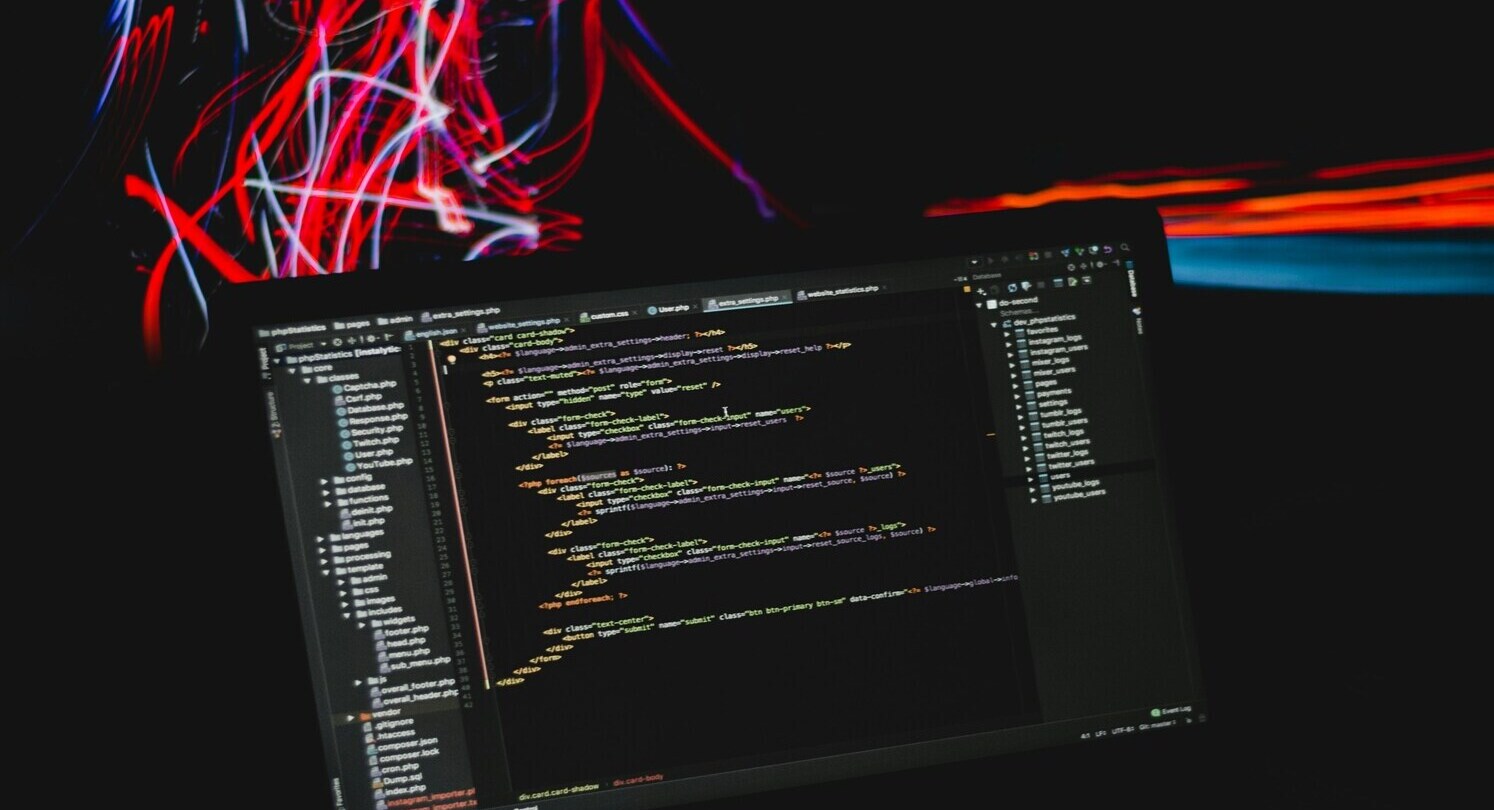 phpStatistics pages admin extra_settings.php
Project
phpStatistics [instalytic
core
classes
Captcha.php
Csrf.php
Database.php
Response.php
Security.php
Twitch.php
User.php
YouTube.php
config
database
functions
deinit.php
init.php
languages
pages
processing
template
admin
css
images
includes
widgets
footer.php
head.php
menu.php
sub_menu.php
js
overall_footer.php
overall_header.php
vendor
.gitignore
.htaccess
composer.json
composer.lock
cron.php
Dump.sql
index.php
instagram_importer.pl
english.json website_settings.php custom.css User.php extra_settings.php website_statistics.php
<div class="card card-shadow">
<div class="card-body">
<h4><?= $language->admin_extra_settings->header; ?></h4>
<h5><?= $language->admin_extra_settings->display->reset ?></h5>
<p class="text-muted"><?= $language->admin_extra_settings->display->reset_help ?></p>
<form action="" method="post" role="form">
<input type="hidden" name="type" value="reset" />
<div class="form-check">
<label class="form-check-label">
<input type="checkbox" class="form-check-input" name="users">
<?= $language->admin_extra_settings->input->reset_users ?>
</label>
</div>
<?php foreach($sources as $source): ?>
<div class="form-check">
<label class="form-check-label">
<input type="checkbox" class="form-check-input" name="<?= $source ?>_users">
<?= sprintf($language->admin_extra_settings->input->reset_source, $source) ?>
</label>
</div>
<div class="form-check">
<label class="form-check-label">
<input type="checkbox" class="form-check-input" name="<?= $source ?>_logs">
<?= sprintf($language->admin_extra_settings->input->reset_source_logs, $source) ?>
</label>
</div>
<?php endforeach; ?>
<div class="text-center">
<button type="submit" name="submit" class="btn btn-primary btn-sm" data-confirm="<?= $language->global->info
</div>
</form>
</div>
</div>
div.card.card-shadow div.card-body
Database
do-second
Schemas...
dev_phpstatistics
favorites
instagram_logs
instagram_users
mixer_logs
mixer_users
pages
payments
settings
tumblr_logs
tumblr_users
twitch_logs
twitch_users
twitter_logs
twitter_users
users
youtube_logs
youtube_users
Database
Event Log
4:1 LF: UTF-8: Git: master